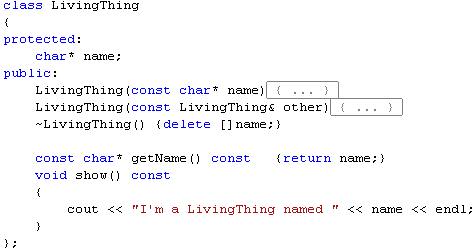 class LivingThing
{
protected:
    char* name;
public:
    LivingThing(const char* name){ ... }
    LivingThing(const LivingThing& other){ ... }
    ~LivingThing() {delete []name;}

    const char* getName() const   {return name;}
    void show() const
    {
        cout << "I'm a LivingThing named " << name << endl;
    }
};